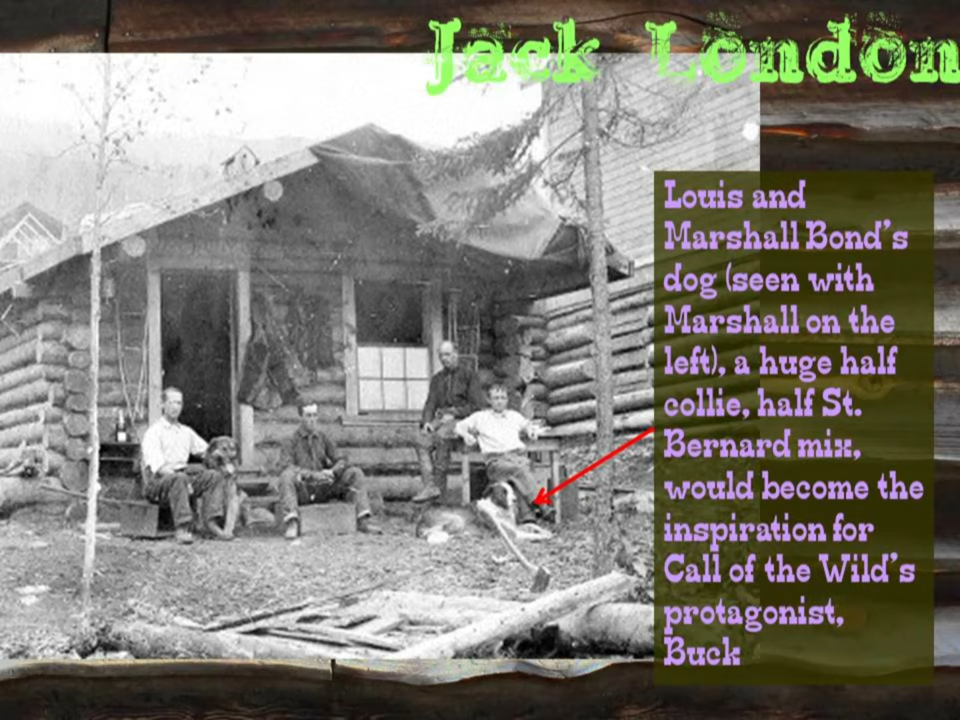 Jack London
Louis and
Marshall Bond's
dog (seen with
Marshall on the
left), a huge half
collie, half St.
Bernard mix,
would become the
inspiration for
Call of the Wild's
protagonist,
Buck